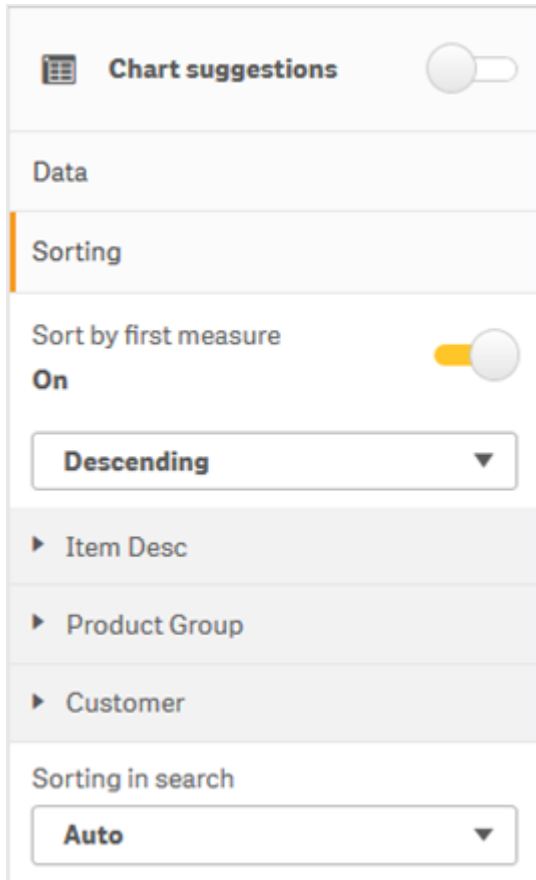 Chart suggestions
Data
Sorting
Sort by first measure
On
Descending
Item Desc
Product Group
Customer
Sorting in search
Auto